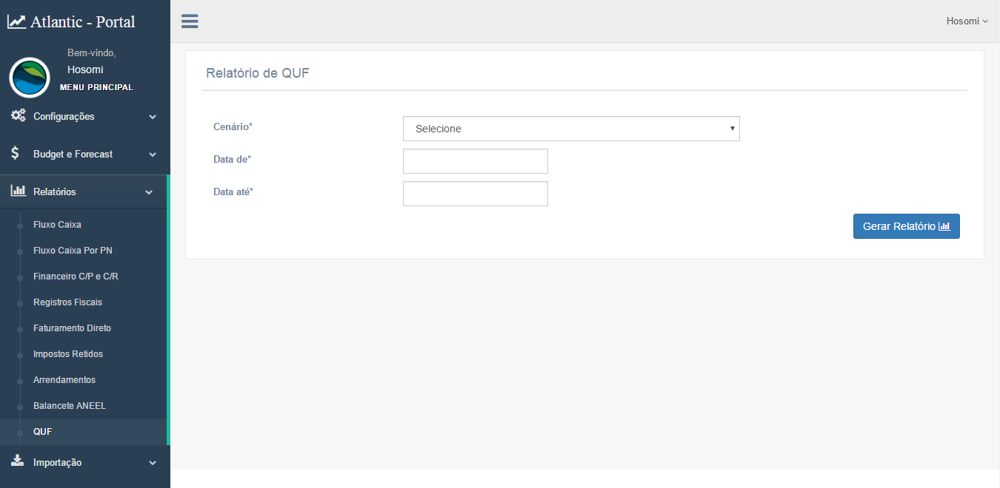 Atlantic - Portal
Hosomi
Bem-vindo,
Hosomi
MENU PRINCIPAL
Configurações
Budget e Forecast
Relatórios
Fluxo Caixa
Fluxo Caixa Por PN
Financeiro C/P e C/R
Registros Fiscais
Faturamento Direto
Impostos Retidos
Arrendamentos
Balancete ANEEL
QUF
Importação
Relatório de QUF
Cenário*
Selecione
Data de*
Data até*
Gerar Relatório